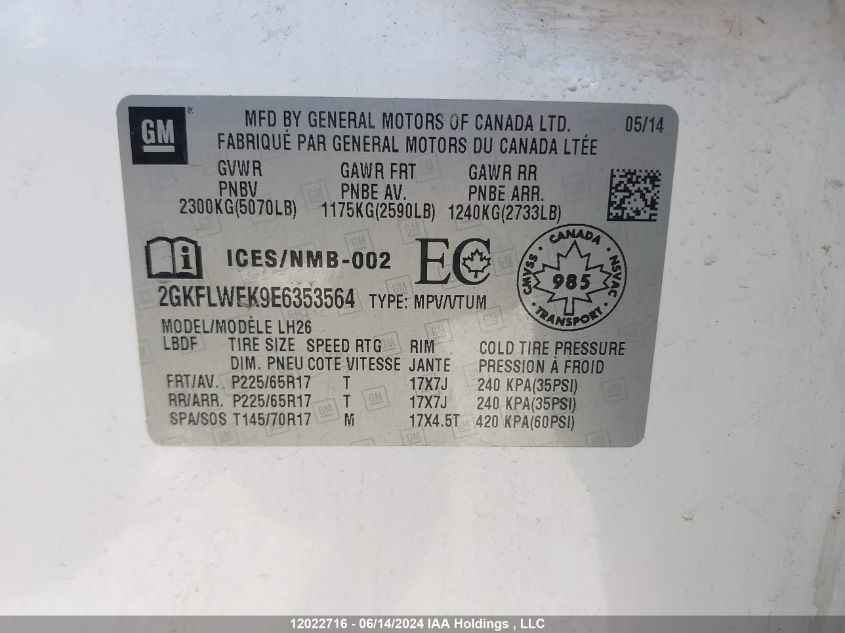 GM
MFD BY GENERAL MOTORS OF CANADA LTD. 05/14
FABRIQUÉ PAR GENERAL MOTORS DU CANADA LTÉE
GVWR GAWR FRT GAWR RR
PNBV PNBE AV. PNBE ARR.
2300KG(5070LB) 1175KG(2590LB) 1240KG(2733LB)
ICES/NMB-002 EC
CANADA
CMVSS 985 NSVAC
TRANSPORT
2GKFLWEK9E6353564 TYPE: MPV/VTUM
MODEL/MODÈLE LH26
LBDF TIRE SIZE SPEED RTG RIM COLD TIRE PRESSURE
DIM. PNEU COTE VITESSE JANTE PRESSION À FROID
FRT/AV. P225/65R17 T 17X7J 240 KPA(35PSI)
RR/ARR. P225/65R17 T 17X7J 240 KPA(35PSI)
SPA/SOS T145/70R17 M 17X4.5T 420 KPA(60PSI)
12022716 - 06/14/2024 IAA Holdings , LLC